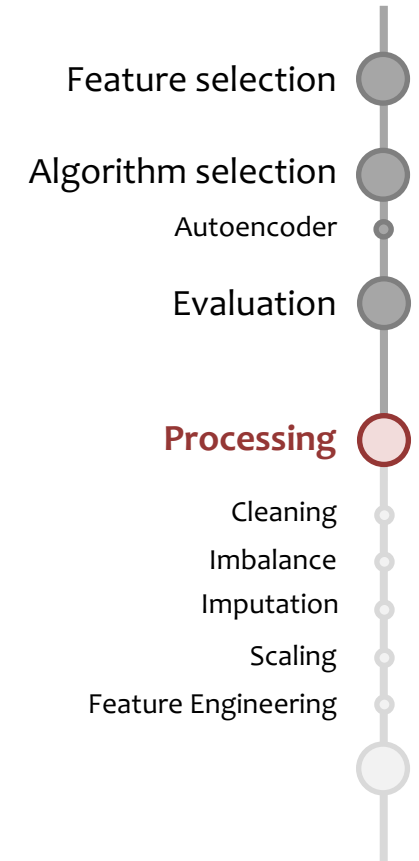 Feature selection
Algorithm selection
Autoencoder
Evaluation
Processing
Cleaning
Imbalance
Imputation
Scaling
Feature Engineering